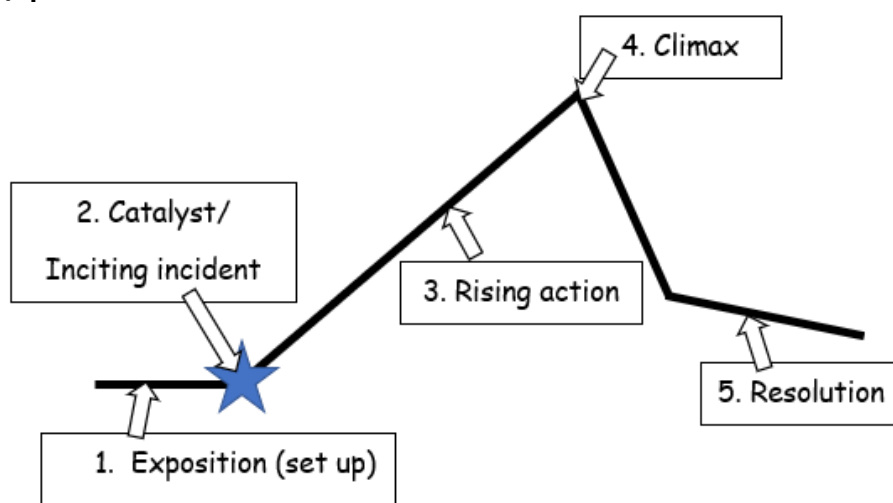 4. Climax
2. Catalyst/
Inciting incident
3. Rising action
5. Resolution
1. Exposition (set up)